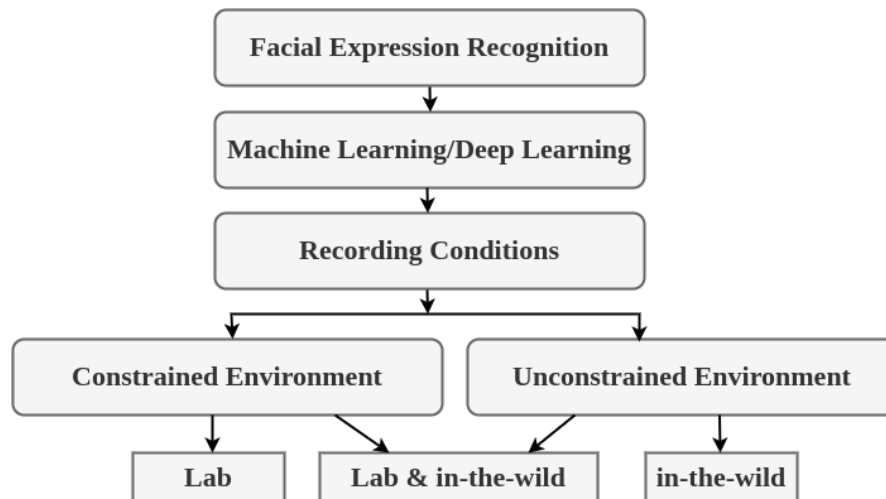 Facial Expression Recognition
Machine Learning/Deep Learning
Recording Conditions
Constrained Environment
Unconstrained Environment
Lab
Lab & in-the-wild
in-the-wild